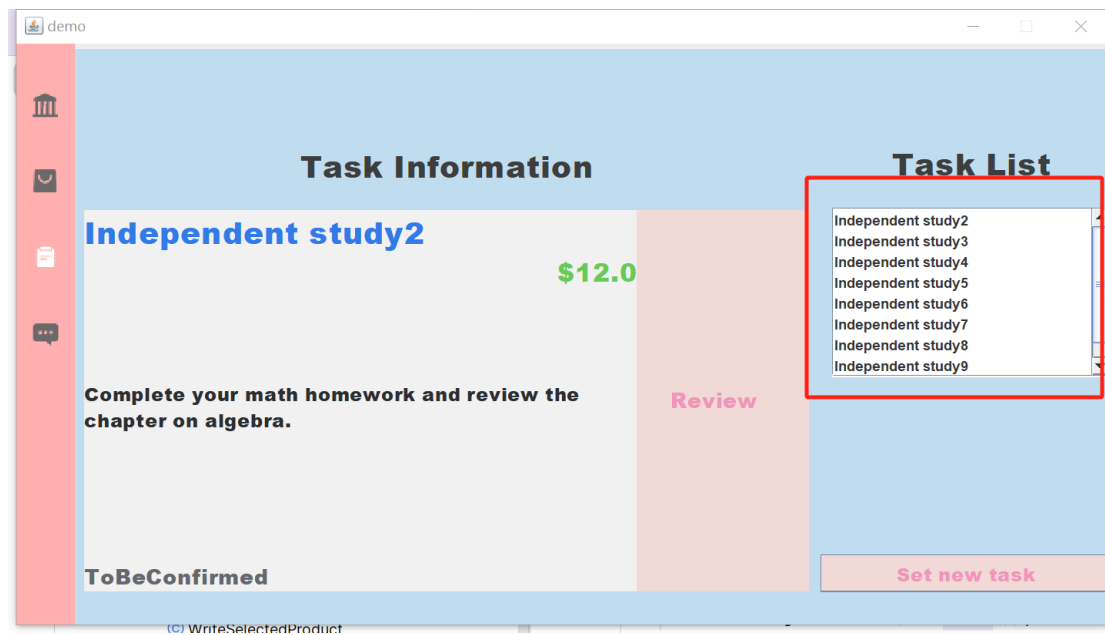 demo
Task Information
Task List
Independent study2
$12.0
Complete your math homework and review the
chapter on algebra.
ToBeConfirmed
Review
Independent study2
Independent study3
Independent study4
Independent study5
Independent study6
Independent study7
Independent study8
Independent study9
Set new task
(C) WriteSelectedProduct